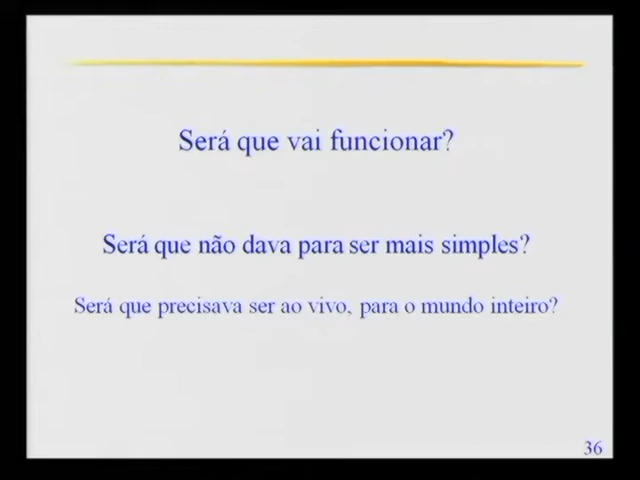 Será que vai funcionar?
Será que não dava para ser mais simples?
Será que precisava ser ao vivo, para o mundo inteiro?
36